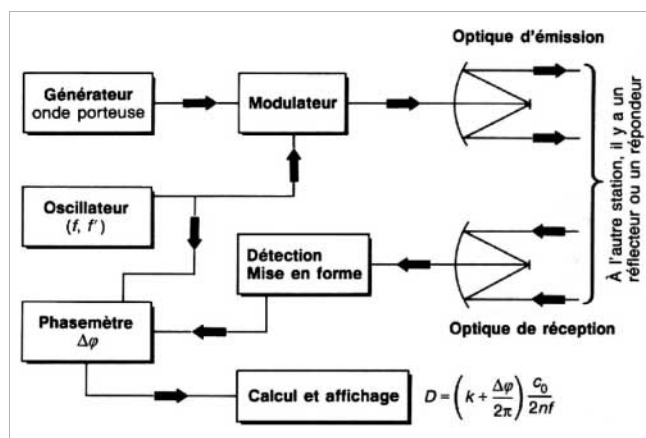 Optique d'émission
Générateur
onde porteuse
Modulateur
Oscillateur
(f, f')
Détection
Mise en forme
À l'autre station, il y a un
réflecteur ou un répondeur
Phasemètre
Δφ
Optique de réception
Calcul et affichage
D = (k + Δφ/2π) c₀/2nf